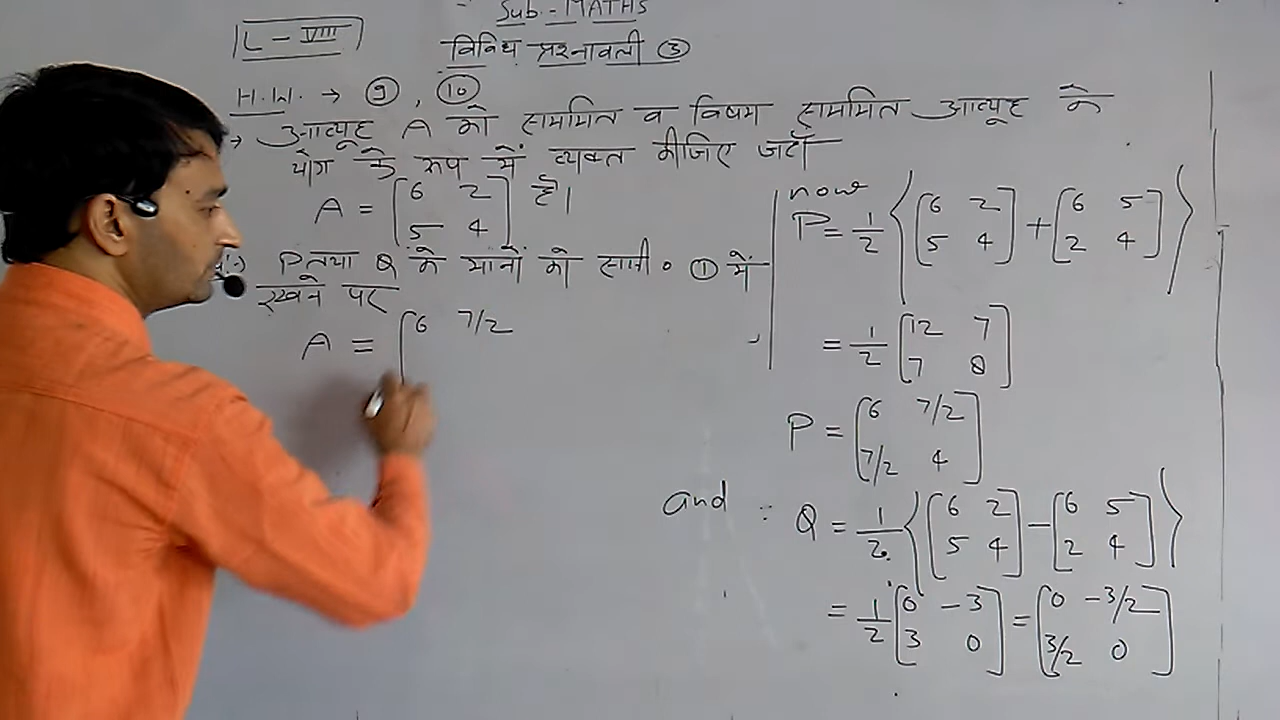 Sub.- MATHS
L - VIII
विविध प्रश्नावली ③
H.W. → ⑨ , ⑩
→ आव्यूह A को सममित व विषम सममित आव्यूह के
योग के रूप में व्यक्त कीजिए जहाँ
A = [6 2
5 4] है।
P तथा Q के मानों को समी० ① में
रखने पर
A = [6 7/2
now
P = 1/2 {[6 2
5 4] + [6 5
2 4]}
= 1/2 [12 7
7 8]
P = [6 7/2
7/2 4]
and : Q = 1/2 {[6 2
5 4] - [6 5
2 4]}
= 1/2 [0 -3
3 0] = [0 -3/2
3/2 0]